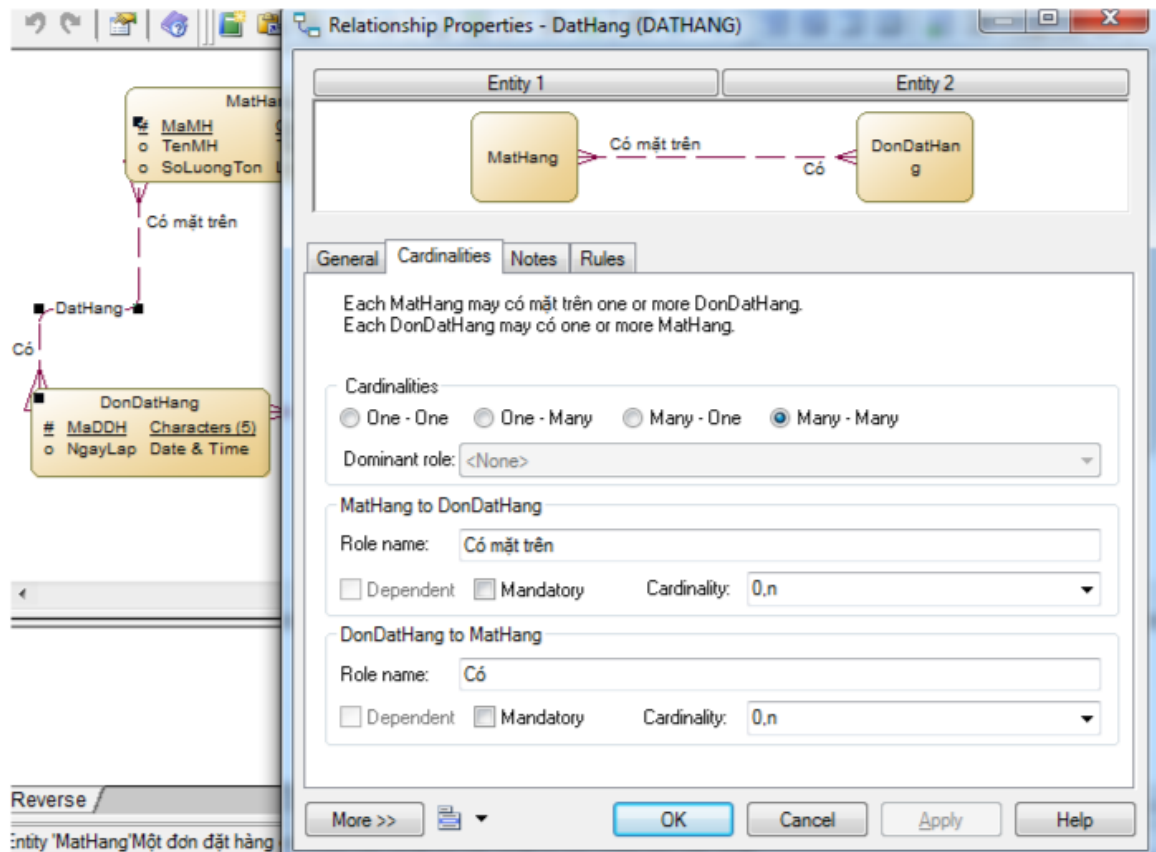 Relationship Properties - DatHang (DATHANG)
Entity 1 Entity 2
MatHang
Có mặt trên
Có
DonDatHan
g
General Cardinalities Notes Rules
Each MatHang may có mặt trên one or more DonDatHang.
Each DonDatHang may có one or more MatHang.
Cardinalities
One - One One - Many Many - One Many - Many
Dominant role: <None>
MatHang to DonDatHang
Role name: Có mặt trên
Dependent Mandatory Cardinality: 0,n
DonDatHang to MatHang
Role name: Có
Dependent Mandatory Cardinality: 0,n
More >> OK Cancel Apply Help
MatHa
# MaMH
o TenMH
o SoLuongTon
Có mặt trên
DatHang
Có
DonDatHang
# MaDDH Characters (5)
o NgayLap Date & Time
Reverse
Entity 'MatHang'Một đơn đặt hàng